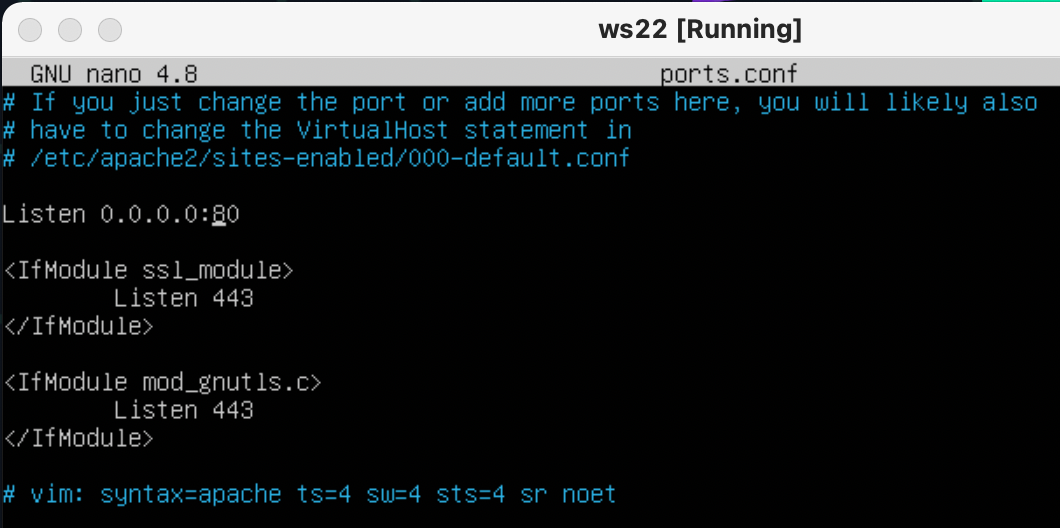 ws22 [Running]
GNU nano 4.8 ports.conf
# If you just change the port or add more ports here, you will likely also
# have to change the VirtualHost statement in
# /etc/apache2/sites-enabled/000-default.conf
Listen 0.0.0.0:80
<IfModule ssl_module>
Listen 443
</IfModule>
<IfModule mod_gnutls.c>
Listen 443
</IfModule>
# vim: syntax=apache ts=4 sw=4 sts=4 sr noet